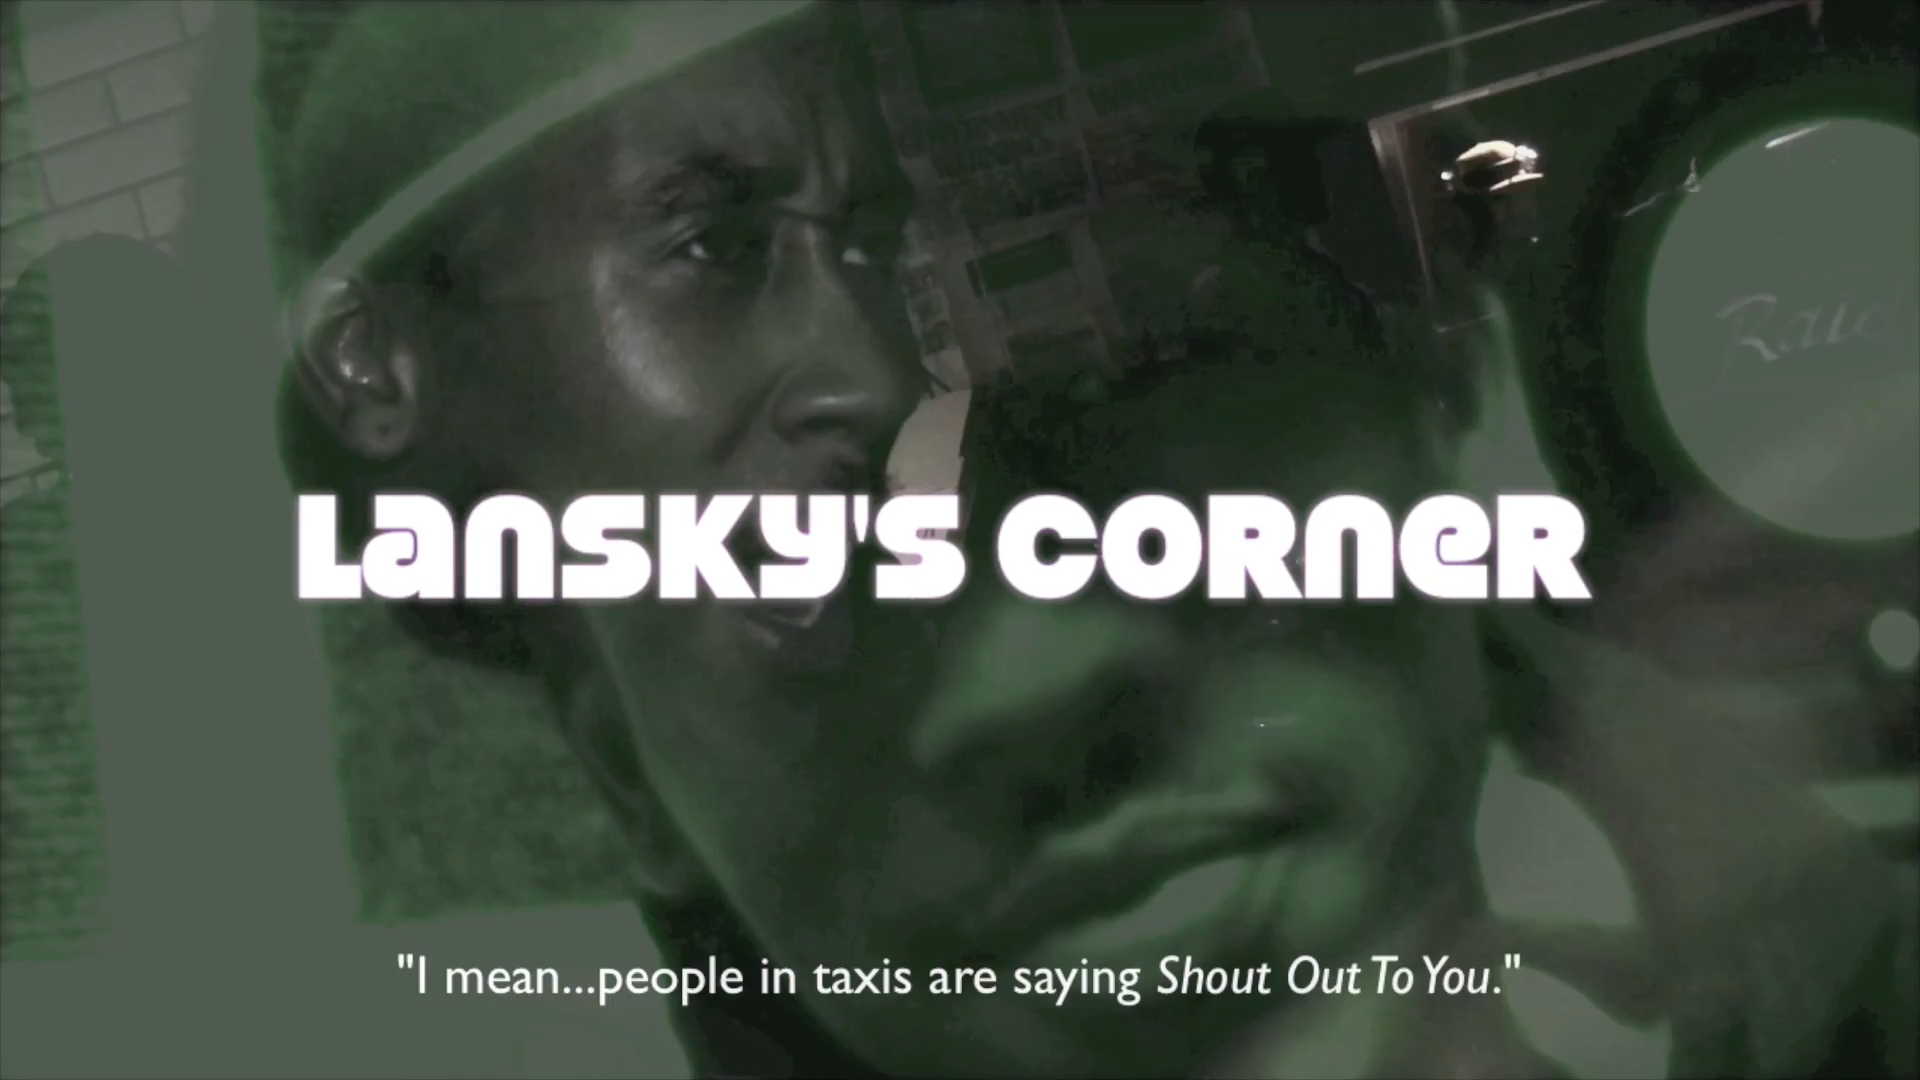 LANSKY'S CORNER
"I mean...people in taxis are saying Shout Out To You."